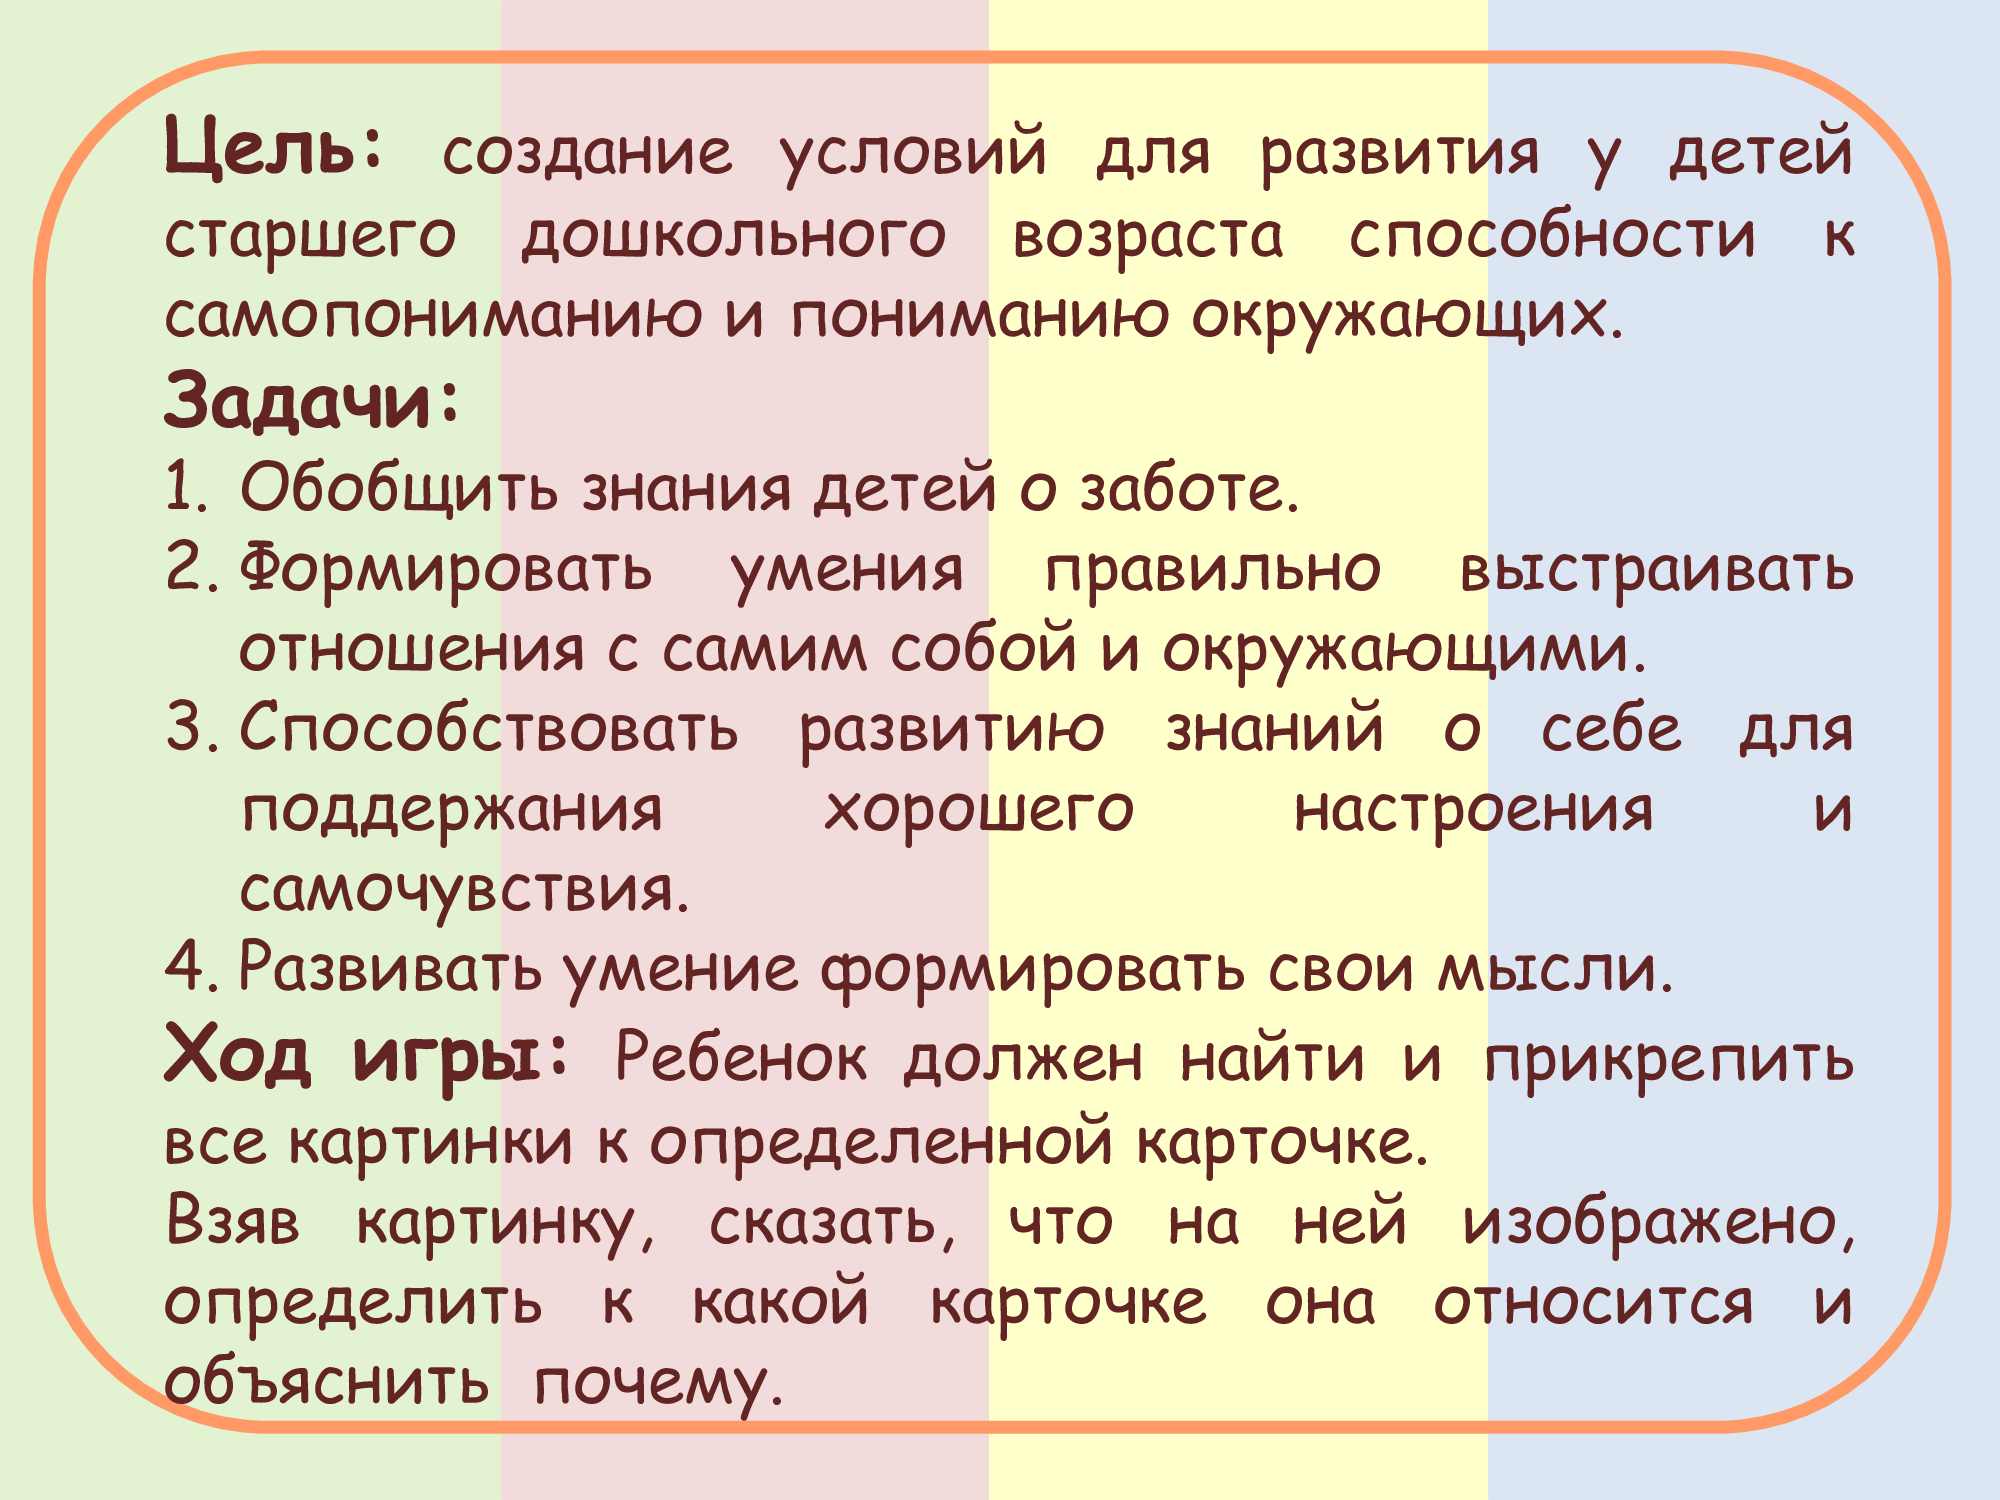 Цель: создание условий для развития у детей
старшего дошкольного возраста способности к
самопониманию и пониманию окружающих.
Задачи:
1. Обобщить знания детей о заботе.
2. Формировать умения правильно выстраивать
отношения с самим собой и окружающими.
3. Способствовать развитию знаний о себе для
поддержания хорошего настроения и
самочувствия.
4. Развивать умение формировать свои мысли.
Ход игры: Ребенок должен найти и прикрепить
все картинки к определенной карточке.
Взяв картинку, сказать, что на ней изображено,
определить к какой карточке она относится и
объяснить почему.